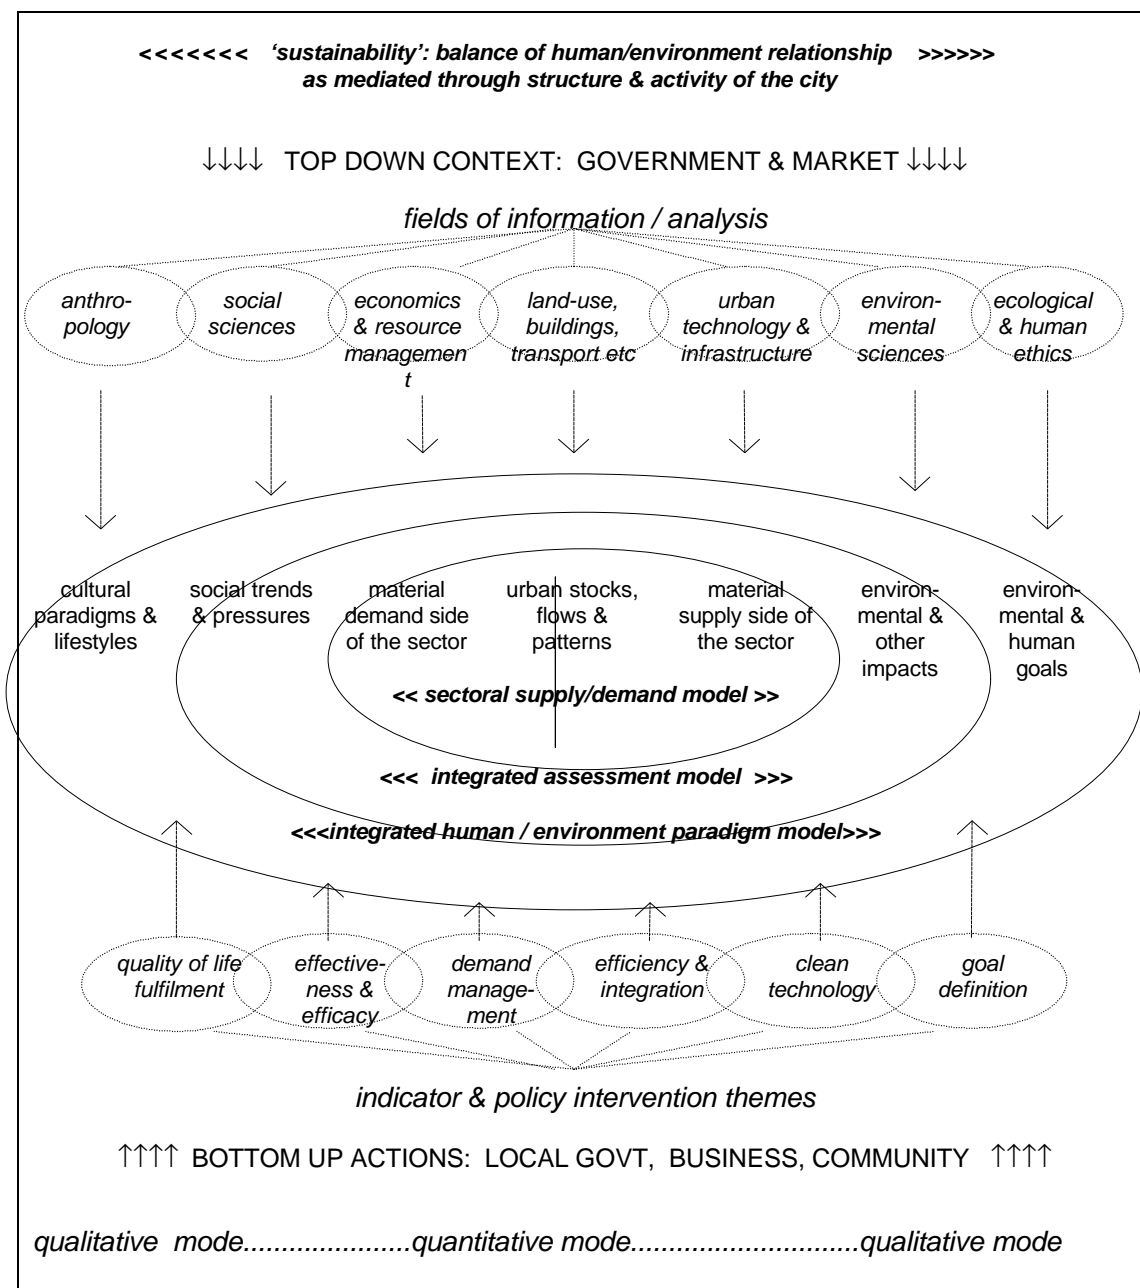 <<<<<<< ‘sustainability’: balance of human/environment relationship >>>>>>
as mediated through structure & activity of the city
↓↓↓↓ TOP DOWN CONTEXT: GOVERNMENT & MARKET ↓↓↓↓
fields of information / analysis
anthro-
pology
social
sciences
economics
& resource
managemen
t
land-use,
buildings,
transport etc
urban
technology &
infrastructure
environ-
mental
sciences
ecological
& human
ethics
cultural
paradigms &
lifestyles
social trends
& pressures
material
demand side
of the sector
urban stocks,
flows &
patterns
material
supply side of
the sector
environ-
mental &
other
impacts
environ-
mental &
human
goals
<< sectoral supply/demand model >>
<<< integrated assessment model >>>
<<<integrated human / environment paradigm model>>>
quality of life
fulfilment
effective-
ness &
efficacy
demand
manage-
ment
efficiency &
integration
clean
technology
goal
definition
indicator & policy intervention themes
↑↑↑↑ BOTTOM UP ACTIONS: LOCAL GOVT, BUSINESS, COMMUNITY ↑↑↑↑
qualitative mode......................quantitative mode.............................qualitative mode